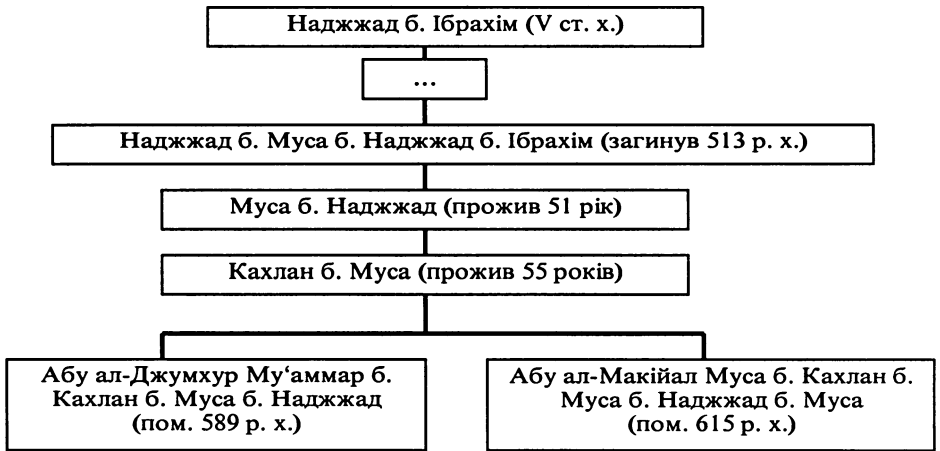 Наджжад б. Ібрахім (V ст. х.)
...
Наджжад б. Муса б. Наджжад б. Ібрахім (загинув 513 р. х.)
Муса б. Наджжад (прожив 51 рік)
Кахлан б. Муса (прожив 55 років)
Абу ал-Джумхур Му‘аммар б.
Кахлан б. Муса б. Наджжад
(пом. 589 р. х.)
Абу ал-Макійал Муса б. Кахлан б.
Муса б. Наджжад б. Муса
(пом. 615 р. х.)